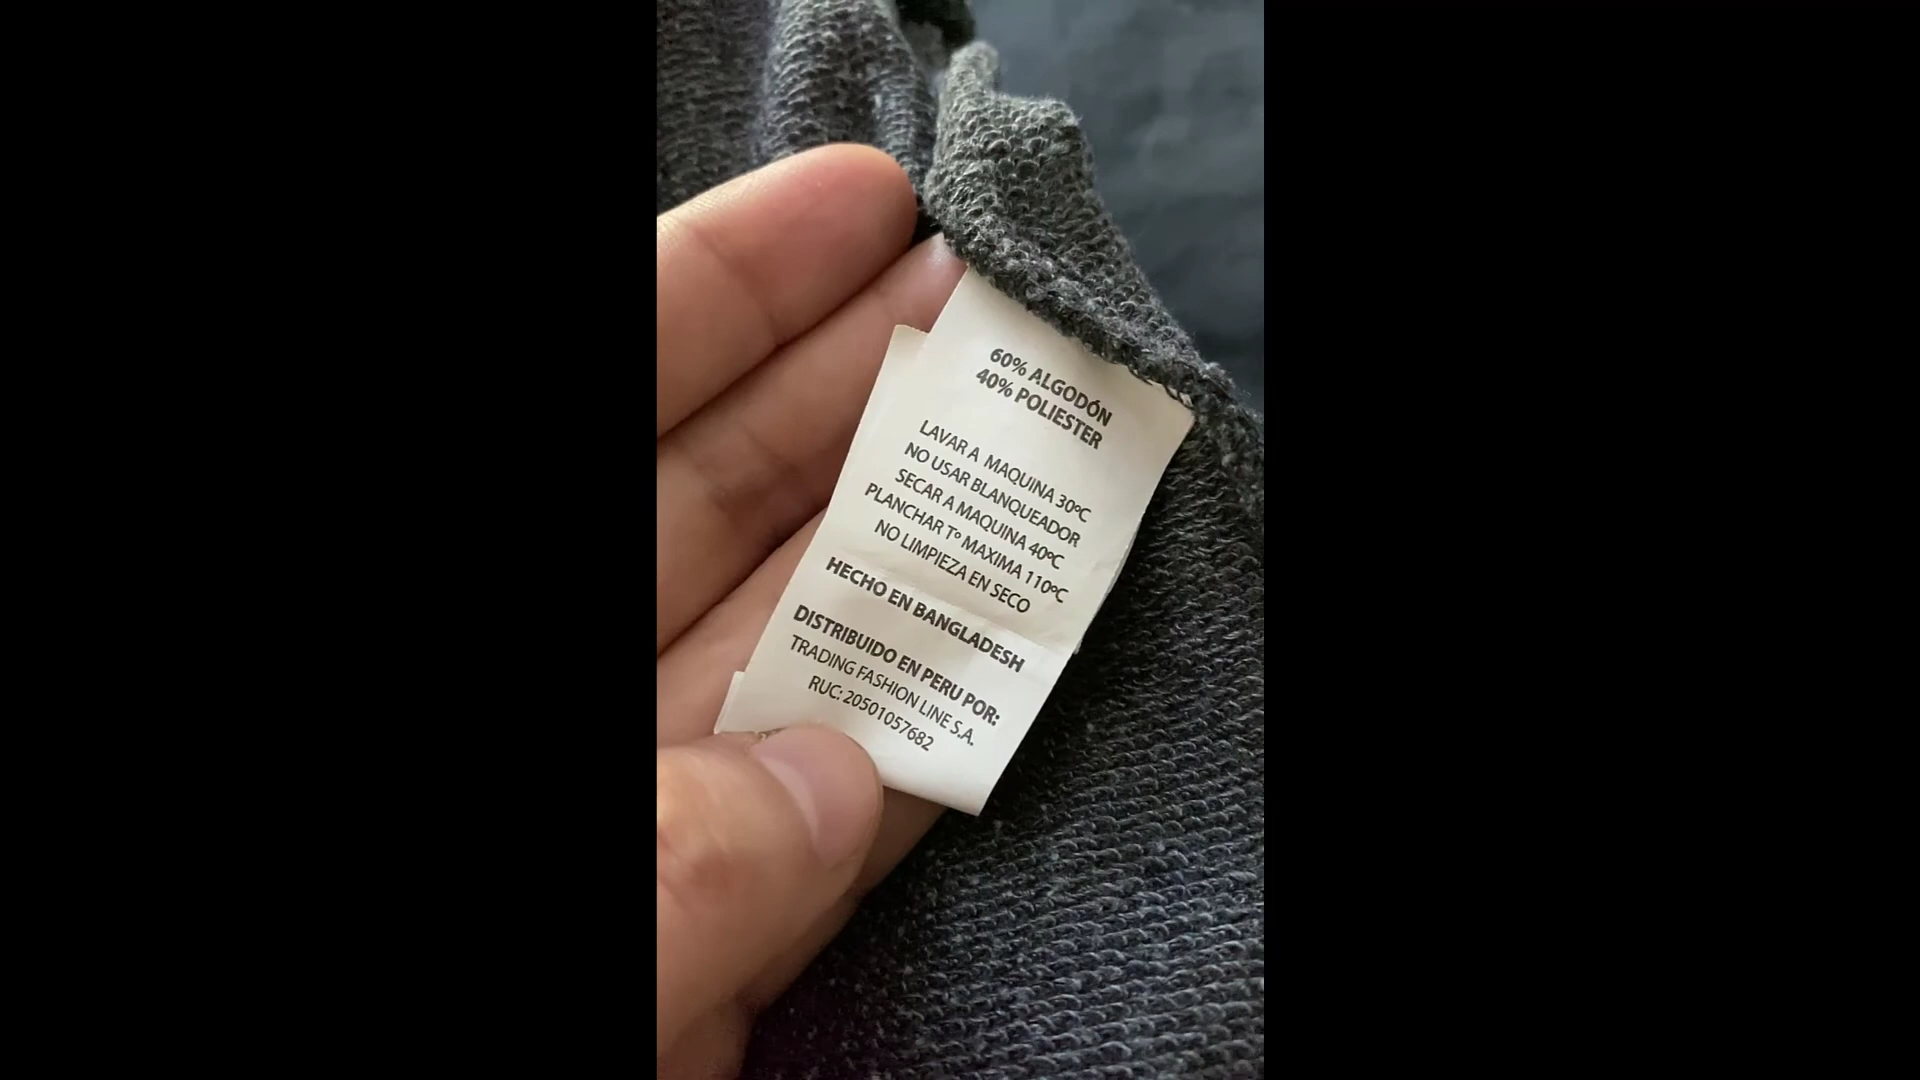 60% ALGODÓN
40% POLIESTER
LAVAR A MAQUINA 30ºC
NO USAR BLANQUEADOR
SECAR A MAQUINA 40ºC
PLANCHAR Tº MAXIMA 110ºC
NO LIMPIEZA EN SECO
HECHO EN BANGLADESH
DISTRIBUIDO EN PERU POR:
TRADING FASHION LINE S.A.
RUC: 20501057682